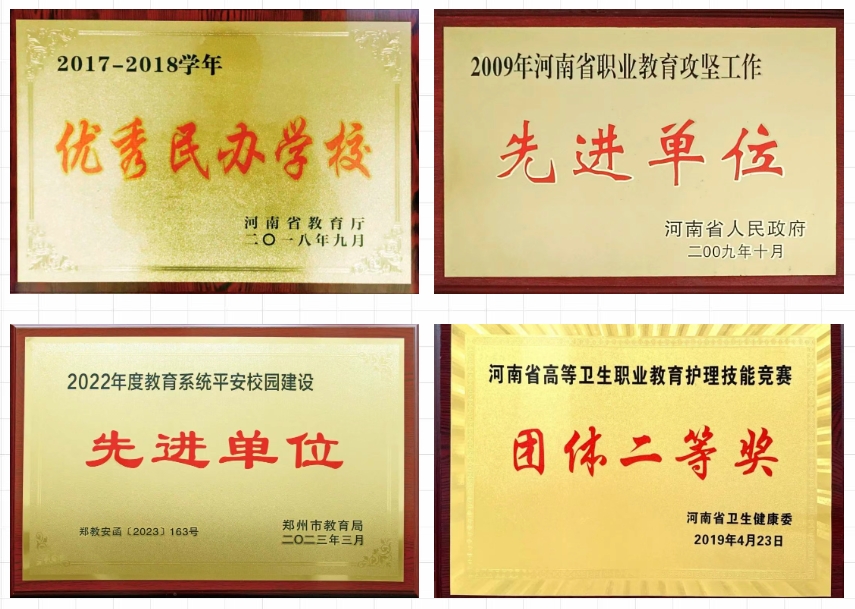 2017-2018学年
优秀民办学校
河南省教育厅
二〇一八年九月
2009年河南省职业教育攻坚工作
先进单位
河南省人民政府
二00九年十月
2022年度教育系统平安校园建设
先进单位
郑教安函〔2023〕163号
郑州市教育局
二〇二三年三月
河南省高等卫生职业教育护理技能竞赛
团体二等奖
河南省卫生健康委
2019年4月23日